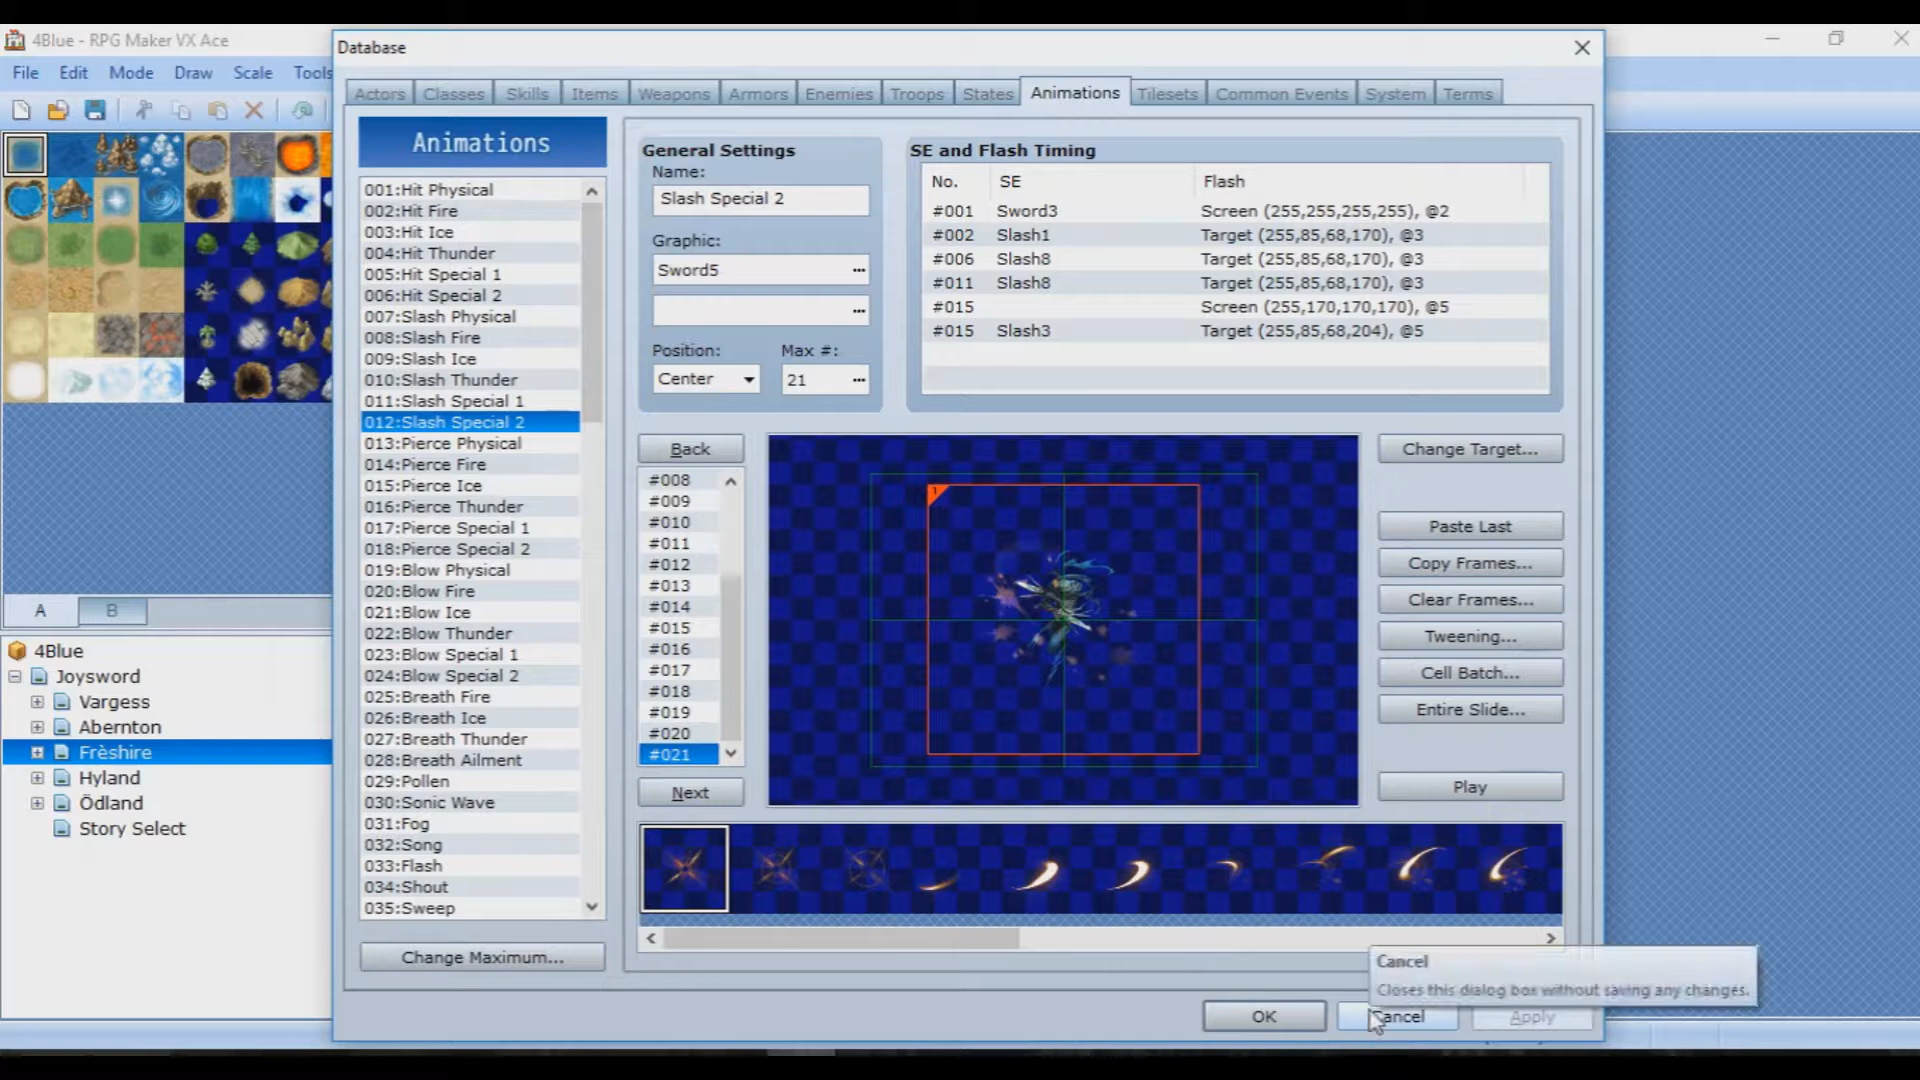 4Blue - RPG Maker VX Ace
File Edit Mode Draw Scale Tools
A B
4Blue
Joysword
Vargess
Abernton
Frèshire
Hyland
Ödland
Story Select
Database
Actors Classes Skills Items Weapons Armors Enemies Troops States Animations Tilesets Common Events System Terms
Animations
001:Hit Physical
002:Hit Fire
003:Hit Ice
004:Hit Thunder
005:Hit Special 1
006:Hit Special 2
007:Slash Physical
008:Slash Fire
009:Slash Ice
010:Slash Thunder
011:Slash Special 1
012:Slash Special 2
013:Pierce Physical
014:Pierce Fire
015:Pierce Ice
016:Pierce Thunder
017:Pierce Special 1
018:Pierce Special 2
019:Blow Physical
020:Blow Fire
021:Blow Ice
022:Blow Thunder
023:Blow Special 1
024:Blow Special 2
025:Breath Fire
026:Breath Ice
027:Breath Thunder
028:Breath Ailment
029:Pollen
030:Sonic Wave
031:Fog
032:Song
033:Flash
034:Shout
035:Sweep
Change Maximum...
General Settings
Name:
Slash Special 2
Graphic:
Sword5 ...
...
Position: Max #:
Center 21 ...
SE and Flash Timing
No. SE Flash
#001 Sword3 Screen (255,255,255,255), @2
#002 Slash1 Target (255,85,68,170), @3
#006 Slash8 Target (255,85,68,170), @3
#011 Slash8 Target (255,85,68,170), @3
#015 Screen (255,170,170,170), @5
#015 Slash3 Target (255,85,68,204), @5
Back
#008
#009
#010
#011
#012
#013
#014
#015
#016
#017
#018
#019
#020
#021
Next
1
Change Target...
Paste Last
Copy Frames...
Clear Frames...
Tweening...
Cell Batch...
Entire Slide...
Play
Cancel
Closes this dialog box without saving any changes.
OK Cancel Apply